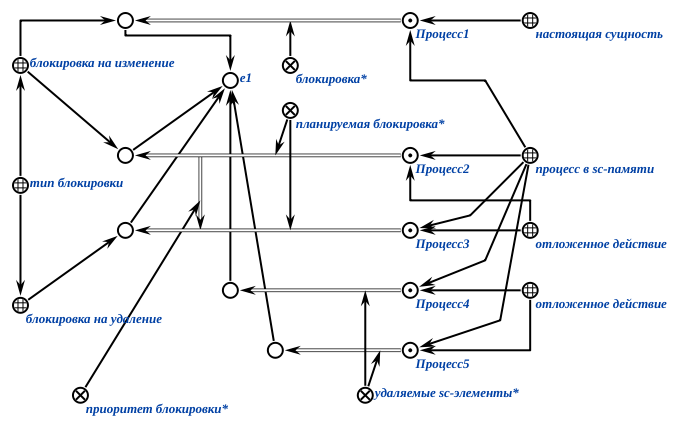 Процесс1
настоящая сущность
блокировка на изменение
e1
блокировка*
планируемая блокировка*
Процесс2
процесс в sc-памяти
тип блокировки
Процесс3
отложенное действие
Процесс4
отложенное действие
блокировка на удаление
Процесс5
удаляемые sc-элементы*
приоритет блокировки*